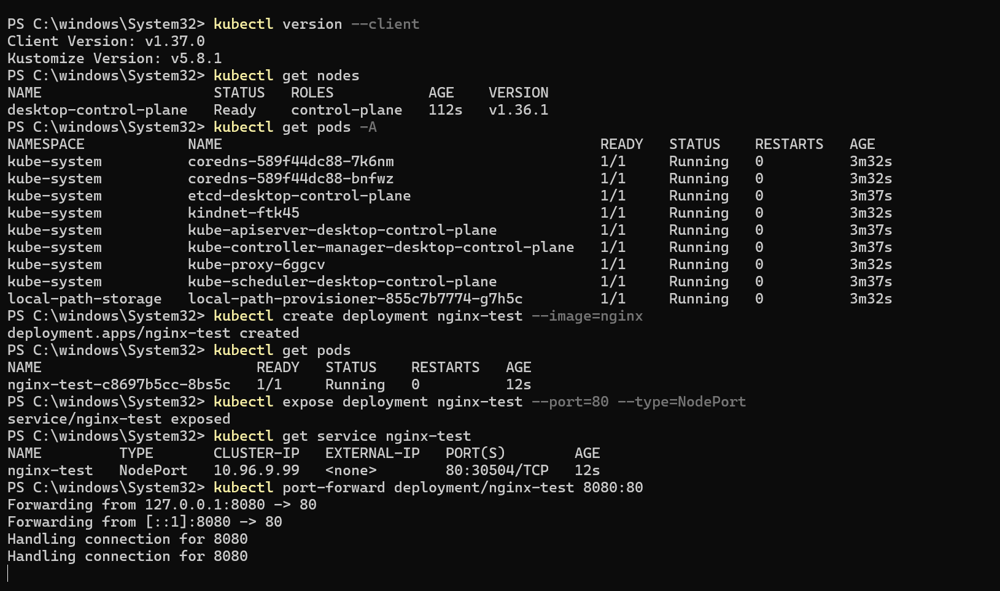 PS C:\windows\System32> kubectl version --client
Client Version: v1.37.0
Kustomize Version: v5.8.1
PS C:\windows\System32> kubectl get nodes
NAME                    STATUS   ROLES           AGE    VERSION
desktop-control-plane   Ready    control-plane   112s   v1.36.1
PS C:\windows\System32> kubectl get pods -A
NAMESPACE            NAME                                            READY   STATUS    RESTARTS   AGE
kube-system          coredns-589f44dc88-7k6nm                        1/1     Running   0          3m32s
kube-system          coredns-589f44dc88-bnfwz                        1/1     Running   0          3m32s
kube-system          etcd-desktop-control-plane                      1/1     Running   0          3m37s
kube-system          kindnet-ftk45                                   1/1     Running   0          3m32s
kube-system          kube-apiserver-desktop-control-plane            1/1     Running   0          3m37s
kube-system          kube-controller-manager-desktop-control-plane   1/1     Running   0          3m37s
kube-system          kube-proxy-6ggcv                                1/1     Running   0          3m32s
kube-system          kube-scheduler-desktop-control-plane            1/1     Running   0          3m37s
local-path-storage   local-path-provisioner-855c7b7774-g7h5c         1/1     Running   0          3m32s
PS C:\windows\System32> kubectl create deployment nginx-test --image=nginx
deployment.apps/nginx-test created
PS C:\windows\System32> kubectl get pods
NAME                         READY   STATUS    RESTARTS   AGE
nginx-test-c8697b5cc-8bs5c   1/1     Running   0          12s
PS C:\windows\System32> kubectl expose deployment nginx-test --port=80 --type=NodePort
service/nginx-test exposed
PS C:\windows\System32> kubectl get service nginx-test
NAME         TYPE       CLUSTER-IP   EXTERNAL-IP   PORT(S)        AGE
nginx-test   NodePort   10.96.9.99   <none>        80:30504/TCP   12s
PS C:\windows\System32> kubectl port-forward deployment/nginx-test 8080:80
Forwarding from 127.0.0.1:8080 -> 80
Forwarding from [::1]:8080 -> 80
Handling connection for 8080
Handling connection for 8080